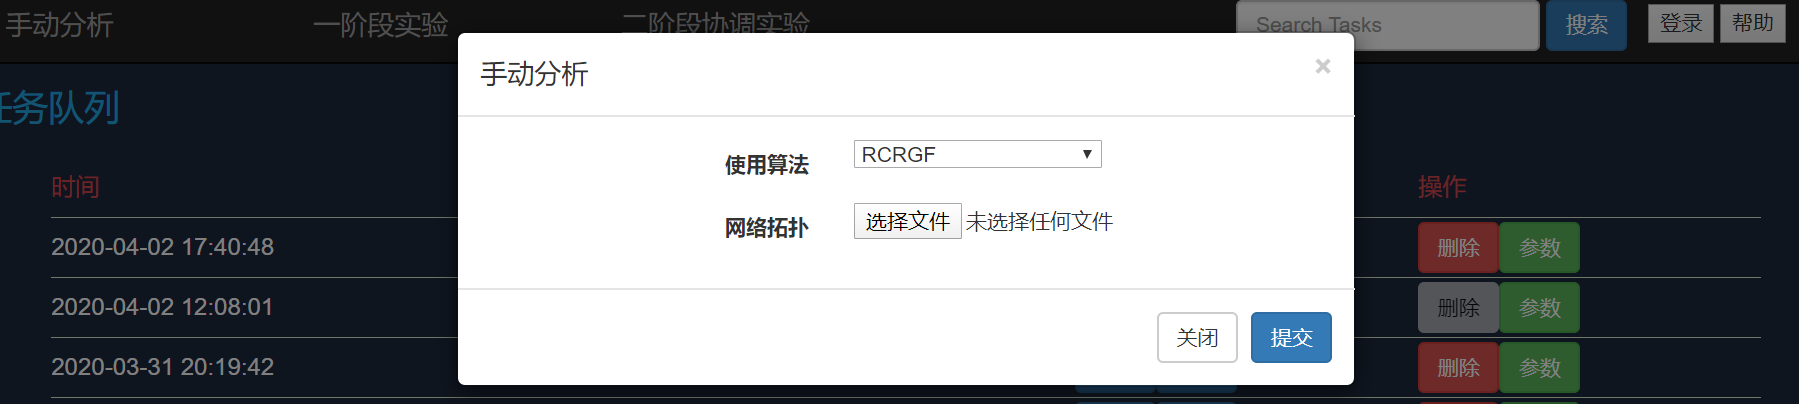 手动分析 一阶段实验 二阶段协调实验 Search Tasks 搜索 登录 帮助
手动分析 ×
任务队列
使用算法 RCRGF
时间 操作
网络拓扑 选择文件 未选择任何文件
2020-04-02 17:40:48 删除 参数
2020-04-02 12:08:01 删除 参数
关闭 提交
2020-03-31 20:19:42 删除 参数